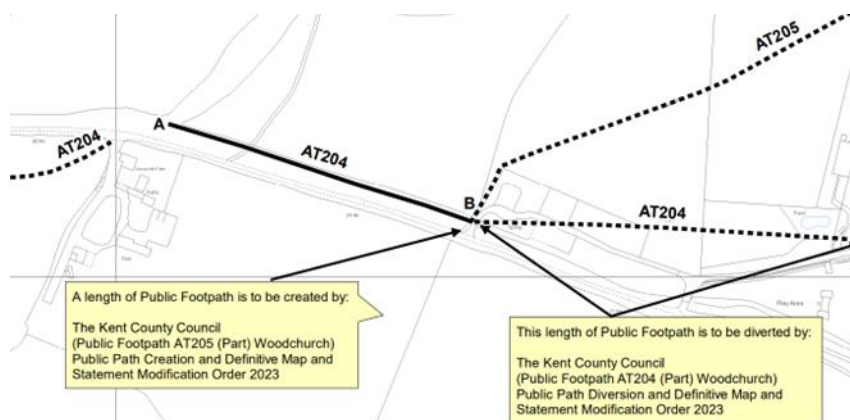 AT205
AT204
A
AT204
B
AT204
Pond
Play Area
A length of Public Footpath is to be created by:
The Kent County Council
(Public Footpath AT205 (Part) Woodchurch)
Public Path Creation and Definitive Map and
Statement Modification Order 2023
This length of Public Footpath is to be diverted by:
The Kent County Council
(Public Footpath AT204 (Part) Woodchurch)
Public Path Diversion and Definitive Map and
Statement Modification Order 2023